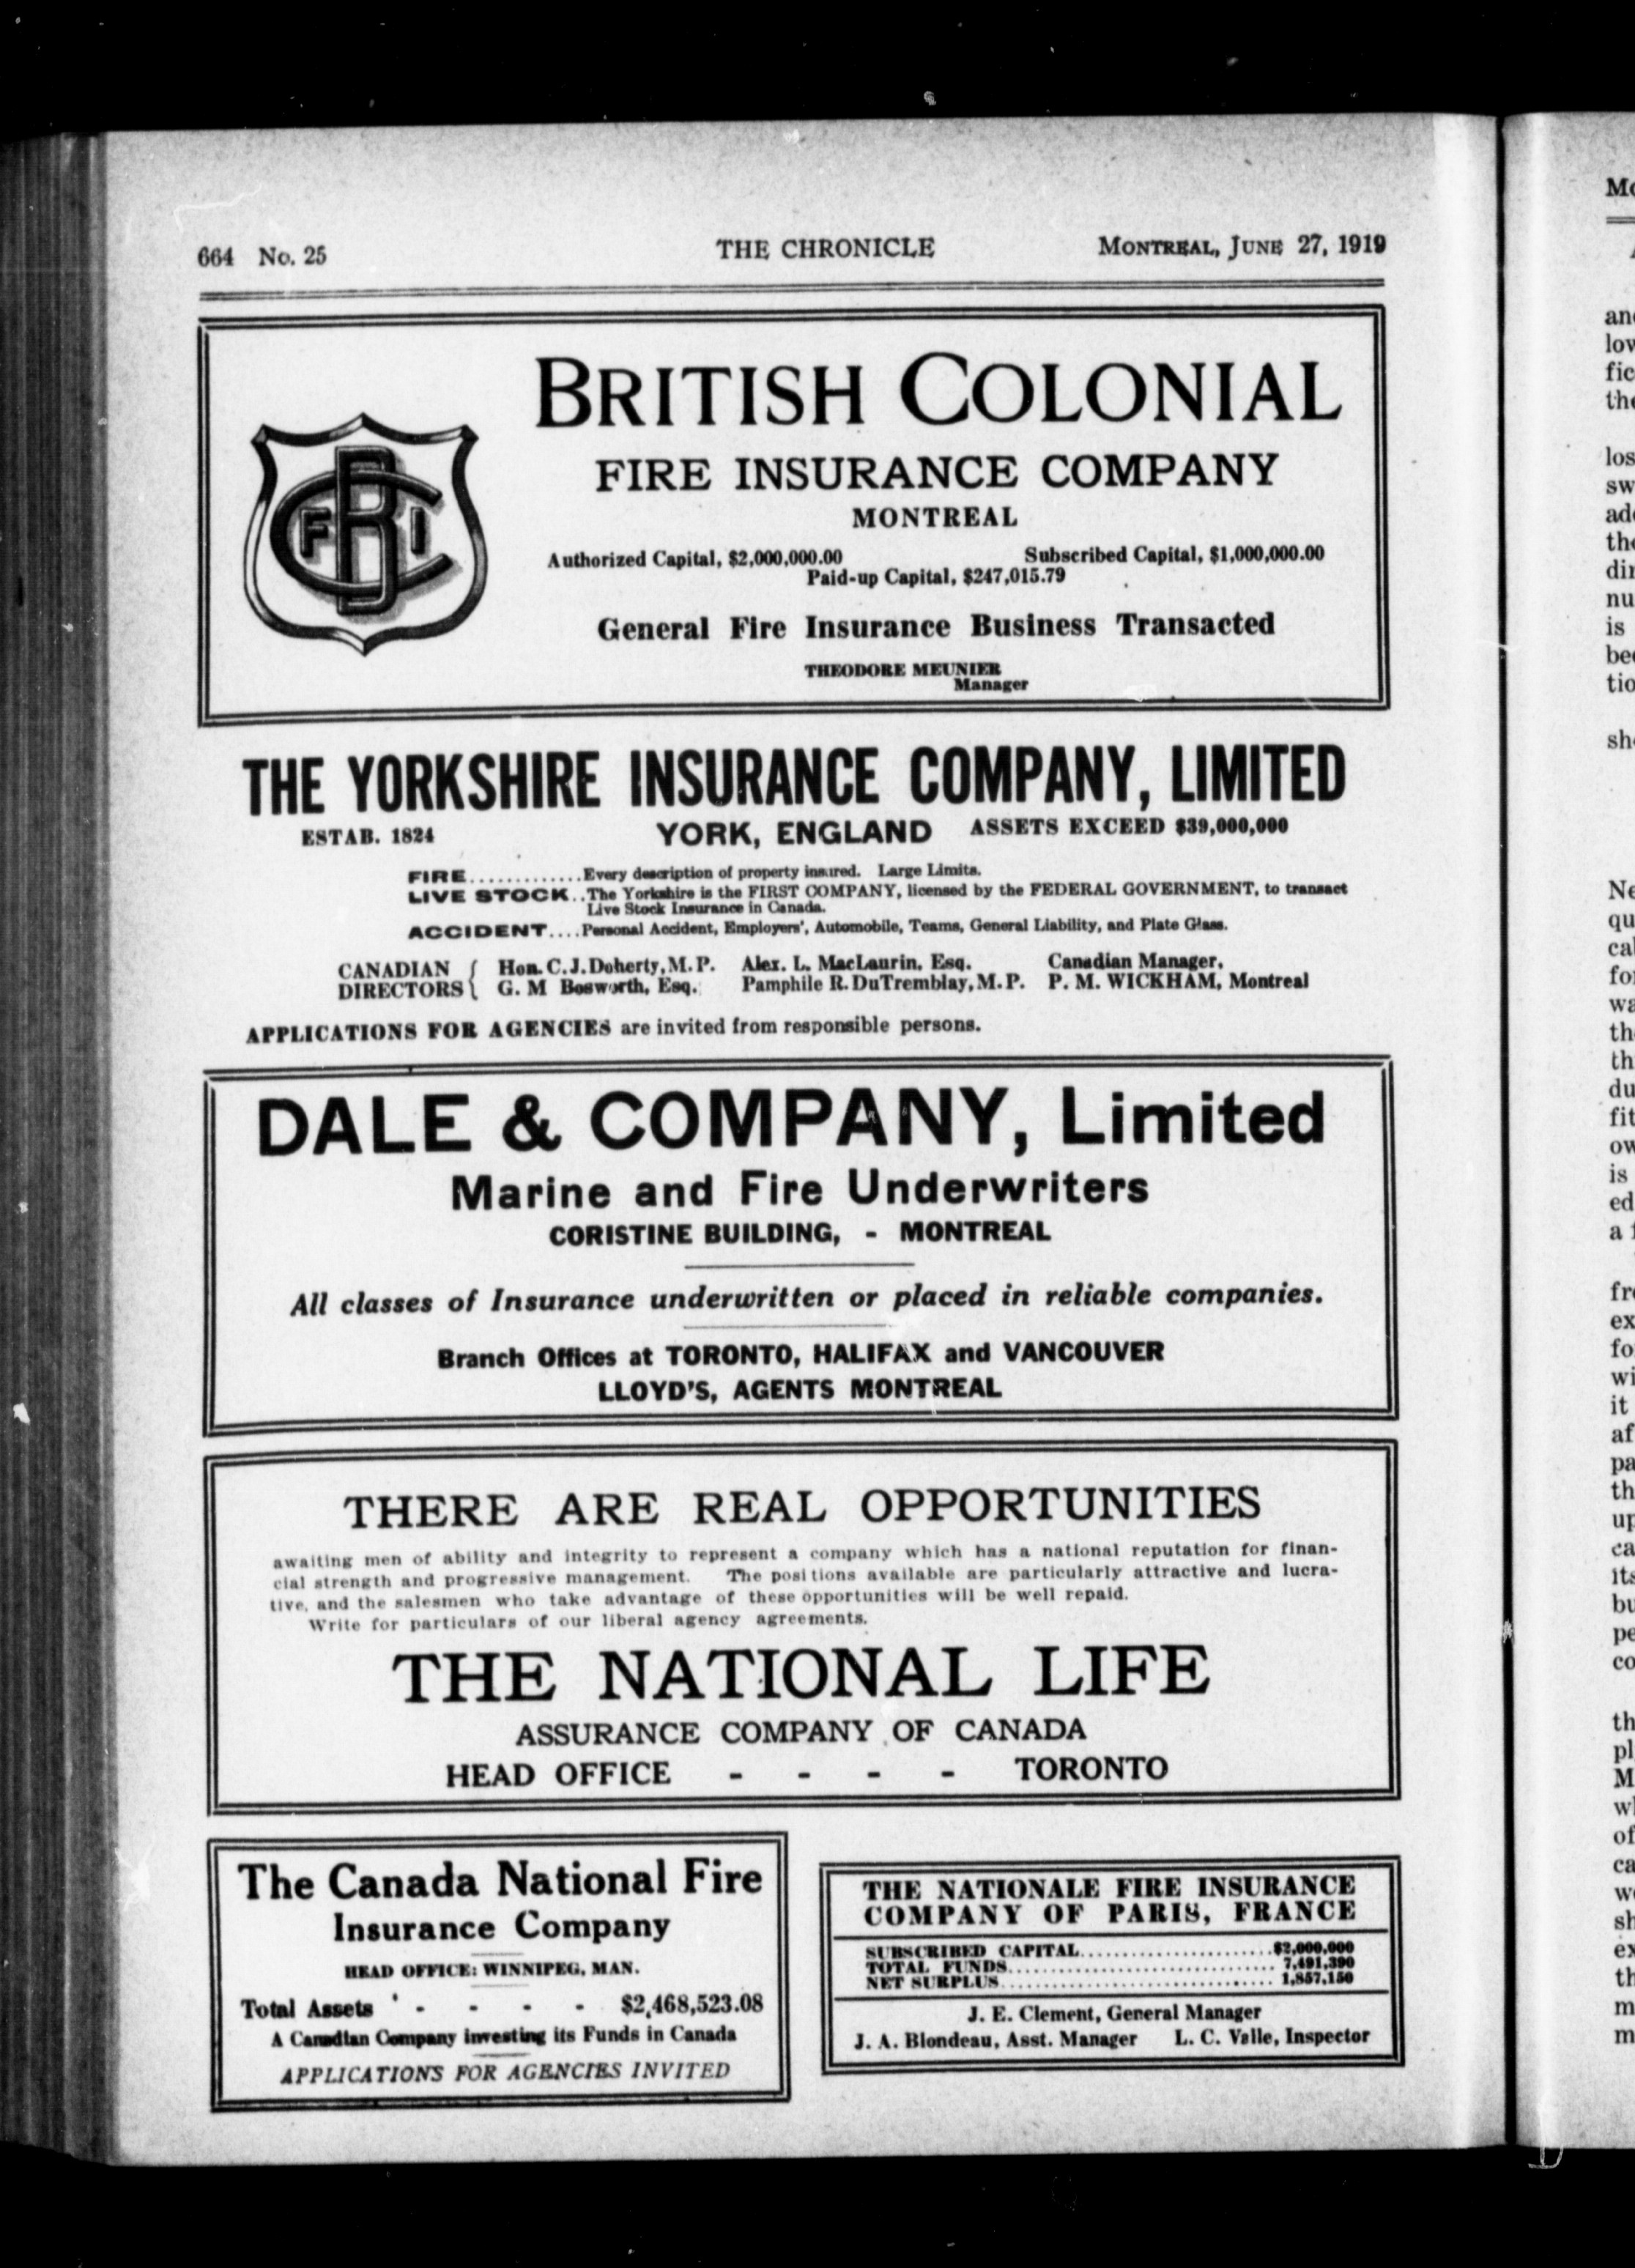 664 No. 25 THE CHRONICLE MONTREAL, JUNE 27, 1919
BRITISH COLONIAL
FIRE INSURANCE COMPANY
MONTREAL
Authorized Capital, $2,000,000.00 Subscribed Capital, $1,000,000.00
Paid-up Capital, $247,015.79
General Fire Insurance Business Transacted
THEODORE MEUNIER
Manager
THE YORKSHIRE INSURANCE COMPANY, LIMITED
ESTAB. 1824 YORK, ENGLAND ASSETS EXCEED $39,000,000
FIRE.............Every description of property insured. Large Limits.
LIVE STOCK..The Yorkshire is the FIRST COMPANY, licensed by the FEDERAL GOVERNMENT, to transact
Live Stock Insurance in Canada.
ACCIDENT....Personal Accident, Employers', Automobile, Teams, General Liability, and Plate Glass.
CANADIAN { Hon. C. J. Doherty, M. P. Alex. L. MacLaurin, Esq. Canadian Manager,
DIRECTORS { G. M Bosworth, Esq. Pamphile R. DuTremblay, M. P. P. M. WICKHAM, Montreal
APPLICATIONS FOR AGENCIES are invited from responsible persons.
DALE & COMPANY, Limited
Marine and Fire Underwriters
CORISTINE BUILDING, - MONTREAL
All classes of Insurance underwritten or placed in reliable companies.
Branch Offices at TORONTO, HALIFAX and VANCOUVER
LLOYD'S, AGENTS MONTREAL
THERE ARE REAL OPPORTUNITIES
awaiting men of ability and integrity to represent a company which has a national reputation for finan-
cial strength and progressive management. The positions available are particularly attractive and lucra-
tive, and the salesmen who take advantage of these opportunities will be well repaid.
Write for particulars of our liberal agency agreements.
THE NATIONAL LIFE
ASSURANCE COMPANY OF CANADA
HEAD OFFICE - - - - TORONTO
The Canada National Fire
Insurance Company
HEAD OFFICE: WINNIPEG, MAN.
Total Assets - - - - $2,468,523.08
A Canadian Company investing its Funds in Canada
APPLICATIONS FOR AGENCIES INVITED
THE NATIONALE FIRE INSURANCE
COMPANY OF PARIS, FRANCE
SUBSCRIBED CAPITAL.......................$2,000,000
TOTAL FUNDS................................ 7,491,390
NET SURPLUS................................ 1,857,150
J. E. Clement, General Manager
J. A. Blondeau, Asst. Manager L. C. Valle, Inspector